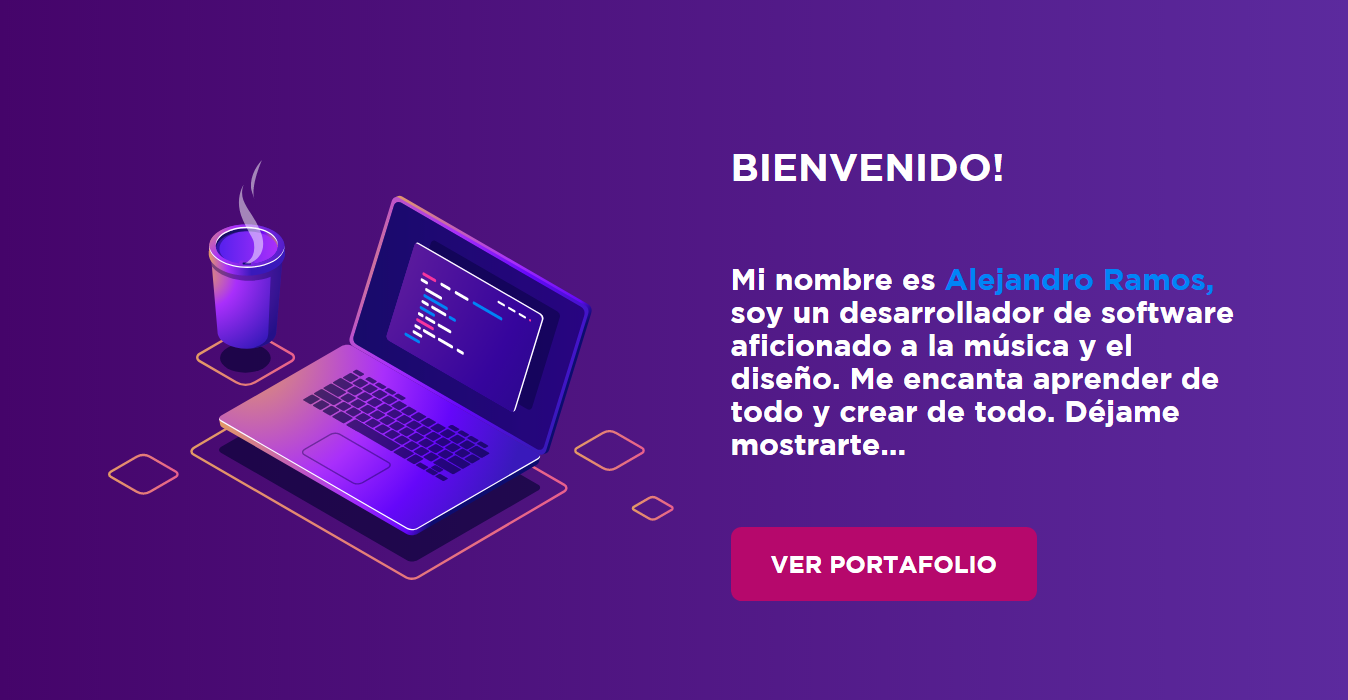 BIENVENIDO!
Mi nombre es Alejandro Ramos,
soy un desarrollador de software
aficionado a la música y el
diseño. Me encanta aprender de
todo y crear de todo. Déjame
mostrarte...
VER PORTAFOLIO